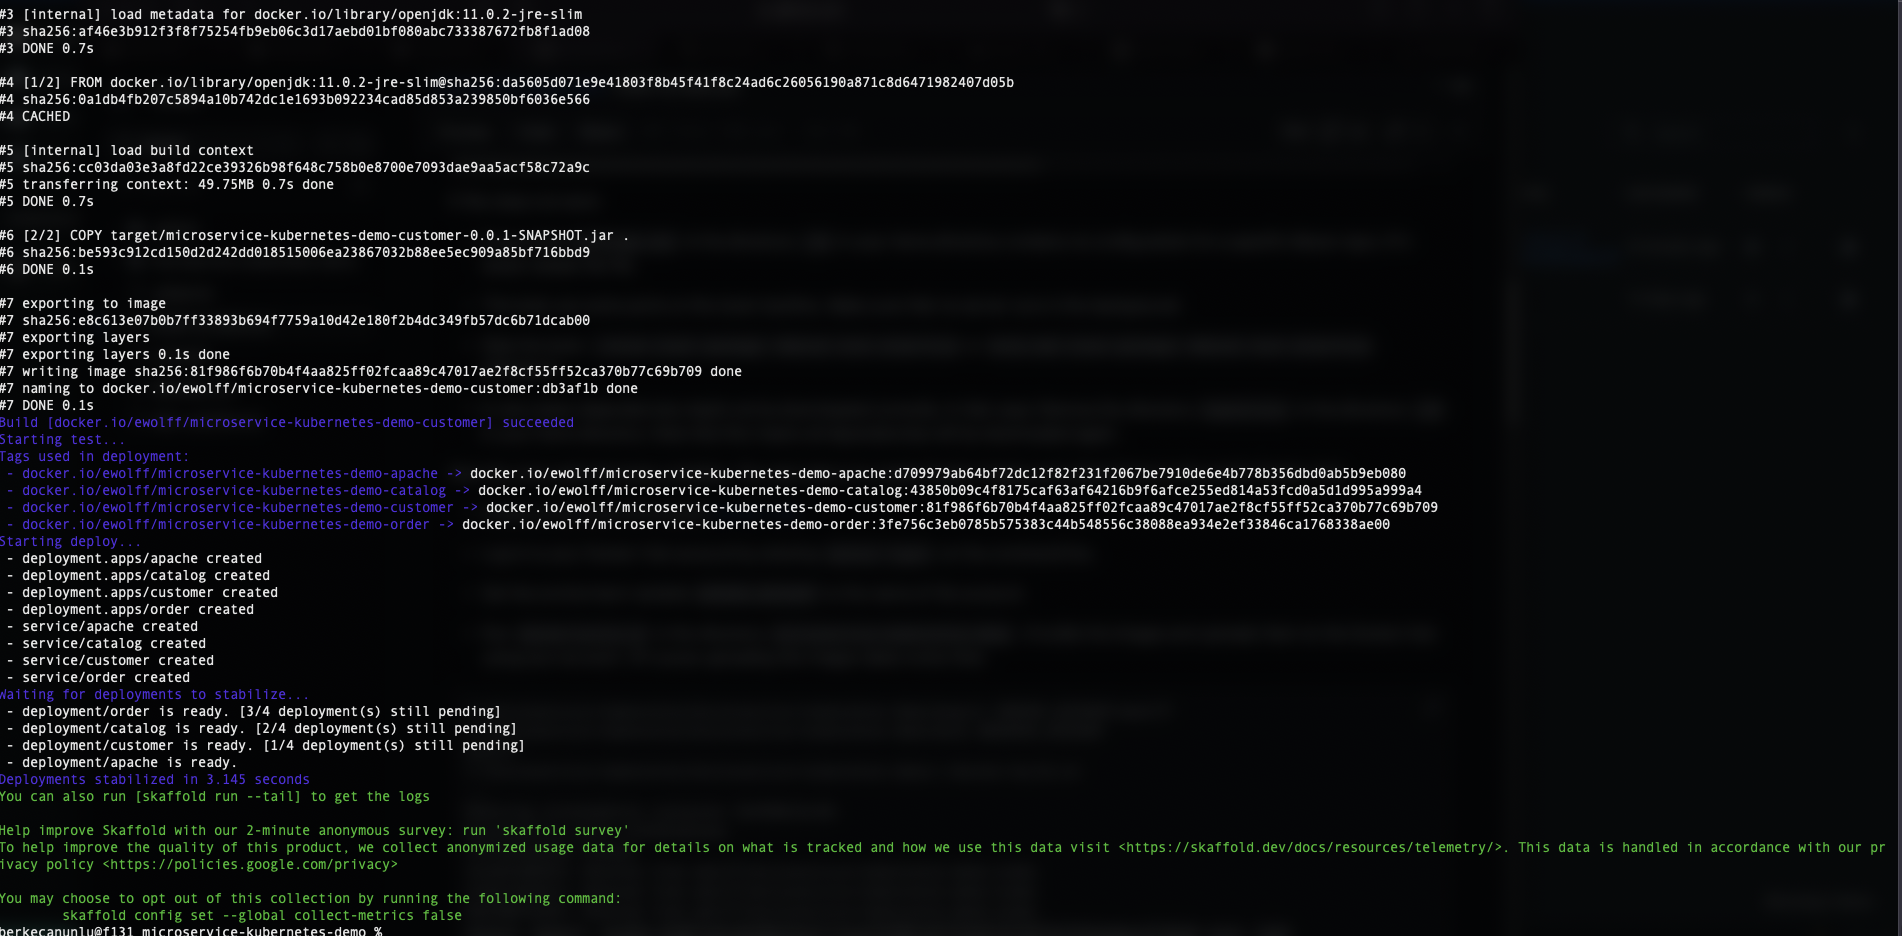 #3 [internal] load metadata for docker.io/library/openjdk:11.0.2-jre-slim
#3 sha256:af46e3b912f3f8f75254fb9eb06c3d17aebd01bf080abc733387672fb8f1ad08
#3 DONE 0.7s
#4 [1/2] FROM docker.io/library/openjdk:11.0.2-jre-slim@sha256:da5605d071e9e41803f8b45f41f8c24ad6c26056190a871c8d6471982407d05b
#4 sha256:0a1db4fb207c5894a10b742dc1e1693b092234cad85d853a239850bf6036e566
#4 CACHED
#5 [internal] load build context
#5 sha256:cc03da03e3a8fd22ce39326b98f648c758b0e8700e7093dae9aa5acf58c72a9c
#5 transferring context: 49.75MB 0.7s done
#5 DONE 0.7s
#6 [2/2] COPY target/microservice-kubernetes-demo-customer-0.0.1-SNAPSHOT.jar .
#6 sha256:be593c912cd150d2d242dd018515006ea23867032b88ee5ec909a85bf716bbd9
#6 DONE 0.1s
#7 exporting to image
#7 sha256:e8c613e07b0b7ff33893b694f7759a10d42e180f2b4dc349fb57dc6b71dcab00
#7 exporting layers
#7 exporting layers 0.1s done
#7 writing image sha256:81f986f6b70b4f4aa825ff02fcaa89c47017ae2f8cf55ff52ca370b77c69b709 done
#7 naming to docker.io/ewolff/microservice-kubernetes-demo-customer:db3af1b done
#7 DONE 0.1s
Build [docker.io/ewolff/microservice-kubernetes-demo-customer] succeeded
Starting test...
Tags used in deployment:
- docker.io/ewolff/microservice-kubernetes-demo-apache -> docker.io/ewolff/microservice-kubernetes-demo-apache:d709979ab64bf72dc12f82f231f2067be7910de6e4b778b356dbd0ab5b9eb080
- docker.io/ewolff/microservice-kubernetes-demo-catalog -> docker.io/ewolff/microservice-kubernetes-demo-catalog:43850b09c4f8175caf63af64216b9f6afce255ed814a53fcd0a5d1d995a999a4
- docker.io/ewolff/microservice-kubernetes-demo-customer -> docker.io/ewolff/microservice-kubernetes-demo-customer:81f986f6b70b4f4aa825ff02fcaa89c47017ae2f8cf55ff52ca370b77c69b709
- docker.io/ewolff/microservice-kubernetes-demo-order -> docker.io/ewolff/microservice-kubernetes-demo-order:3fe756c3eb0785b575383c44b548556c38088ea934e2ef33846ca1768338ae00
Starting deploy...
- deployment.apps/apache created
- deployment.apps/catalog created
- deployment.apps/customer created
- deployment.apps/order created
- service/apache created
- service/catalog created
- service/customer created
- service/order created
Waiting for deployments to stabilize...
- deployment/order is ready. [3/4 deployment(s) still pending]
- deployment/catalog is ready. [2/4 deployment(s) still pending]
- deployment/customer is ready. [1/4 deployment(s) still pending]
- deployment/apache is ready.
Deployments stabilized in 3.145 seconds
You can also run [skaffold run --tail] to get the logs
Help improve Skaffold with our 2-minute anonymous survey: run 'skaffold survey'
To help improve the quality of this product, we collect anonymized usage data for details on what is tracked and how we use this data visit <https://skaffold.dev/docs/resources/telemetry/>. This data is handled in accordance with our pr
ivacy policy <https://policies.google.com/privacy>
You may choose to opt out of this collection by running the following command:
skaffold config set --global collect-metrics false
berkecanunlu@f131 microservice-kubernetes-demo %